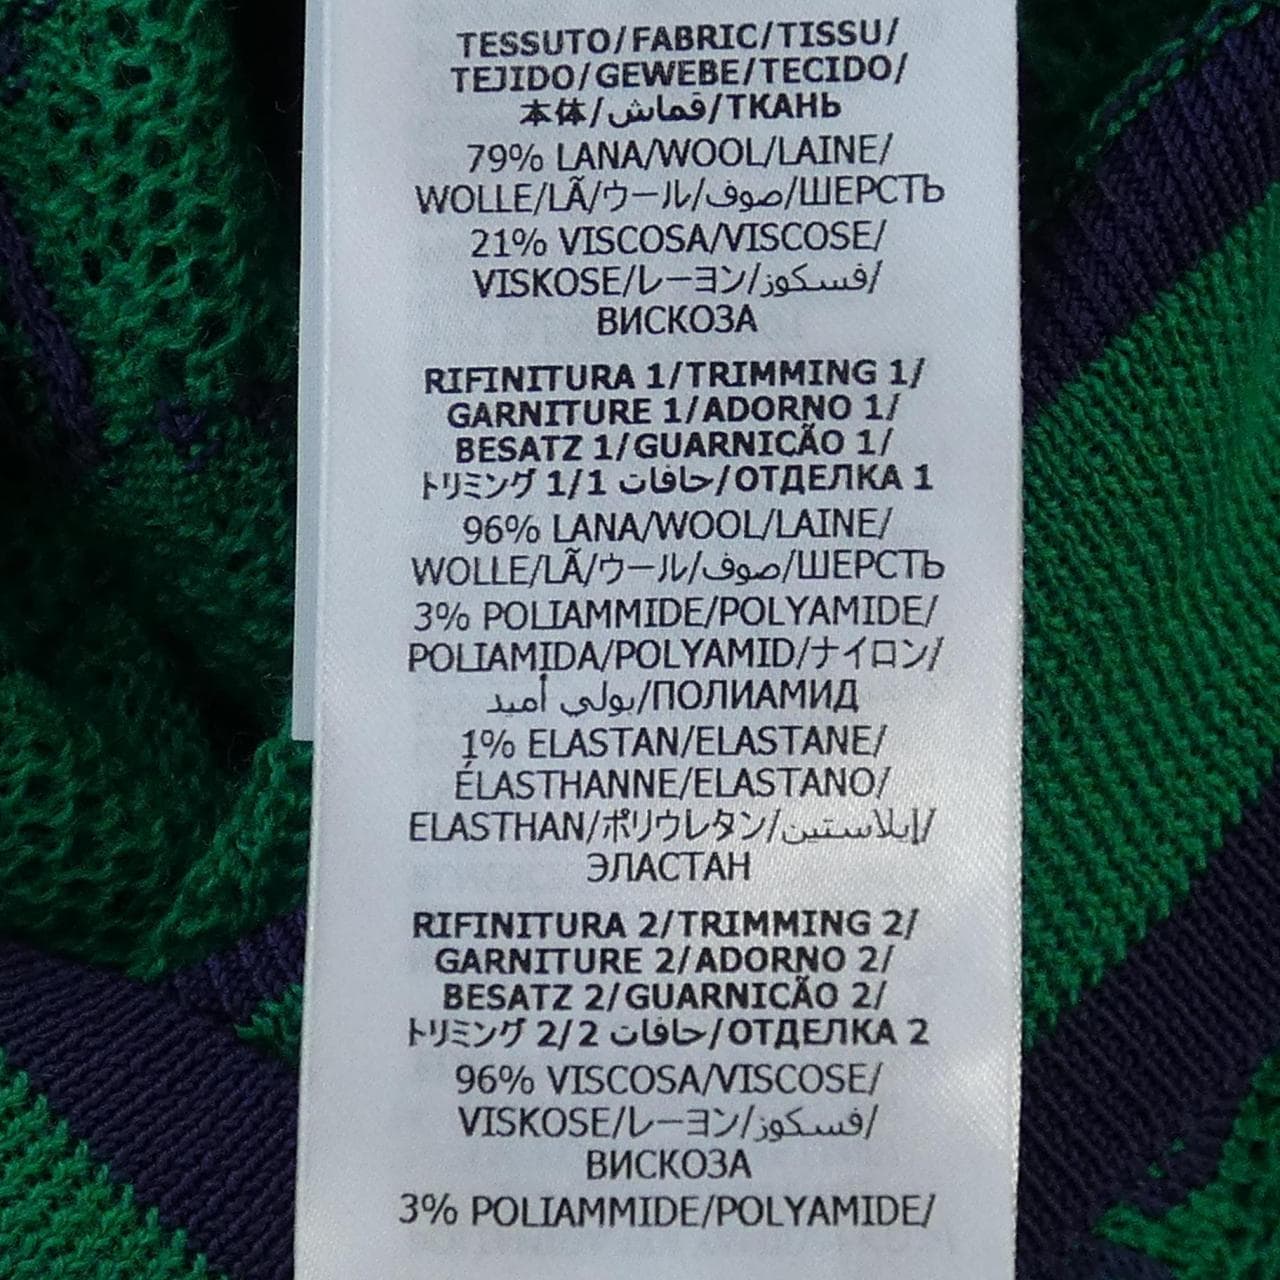 TESSUTO/FABRIC/TISSU/
TEJIDO/GEWEBE/TECIDO/
本体/قماش/ТКАНЬ
79% LANA/WOOL/LAINE/
WOLLE/LÃ/ウール/صوف/ШЕРСТЬ
21% VISCOSA/VISCOSE/
VISKOSE/レーヨン/فسكوز/
ВИСКОЗА
RIFINITURA 1/TRIMMING 1/
GARNITURE 1/ADORNO 1/
BESATZ 1/GUARNICÃO 1/
トリミング 1/1 حافات/ОТДЕЛКА 1
96% LANA/WOOL/LAINE/
WOLLE/LÃ/ウール/صوف/ШЕРСТЬ
3% POLIAMMIDE/POLYAMIDE/
POLIAMIDA/POLYAMID/ナイロン/
بولي أميد/ПОЛИАМИД
1% ELASTAN/ELASTANE/
ÉLASTHANNE/ELASTANO/
ELASTHAN/ポリウレタン/إيلاستين/
ЭЛАСТАН
RIFINITURA 2/TRIMMING 2/
GARNITURE 2/ADORNO 2/
BESATZ 2/GUARNICÃO 2/
トリミング 2/2 حافات/ОТДЕЛКА 2
96% VISCOSA/VISCOSE/
VISKOSE/レーヨン/فسكوز/
ВИСКОЗА
3% POLIAMMIDE/POLYAMIDE/